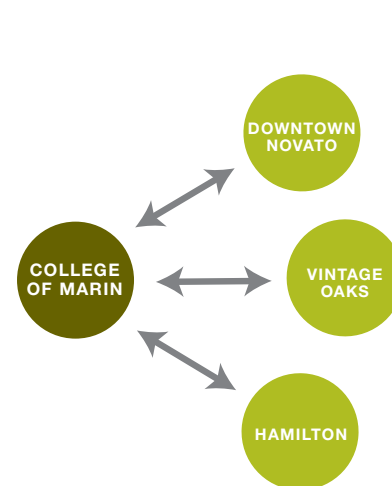 DOWNTOWN
NOVATO
COLLEGE
OF MARIN
VINTAGE
OAKS
HAMILTON